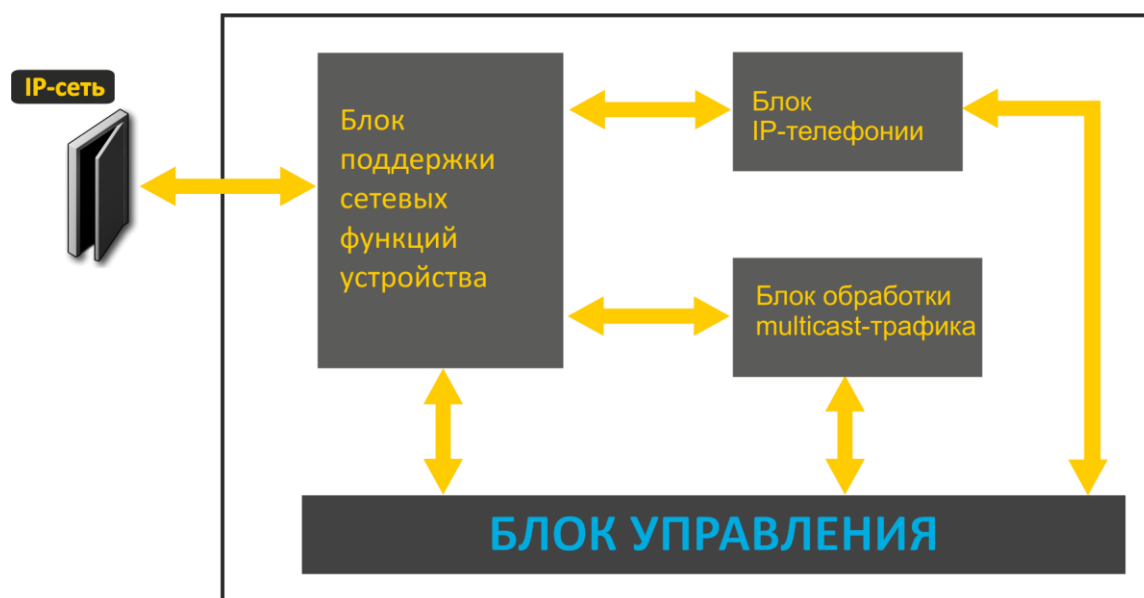 IP-сеть
Блок
поддержки
сетевых
функций
устройства
Блок
IP-телефонии
Блок обработки
multicast-трафика
БЛОК УПРАВЛЕНИЯ